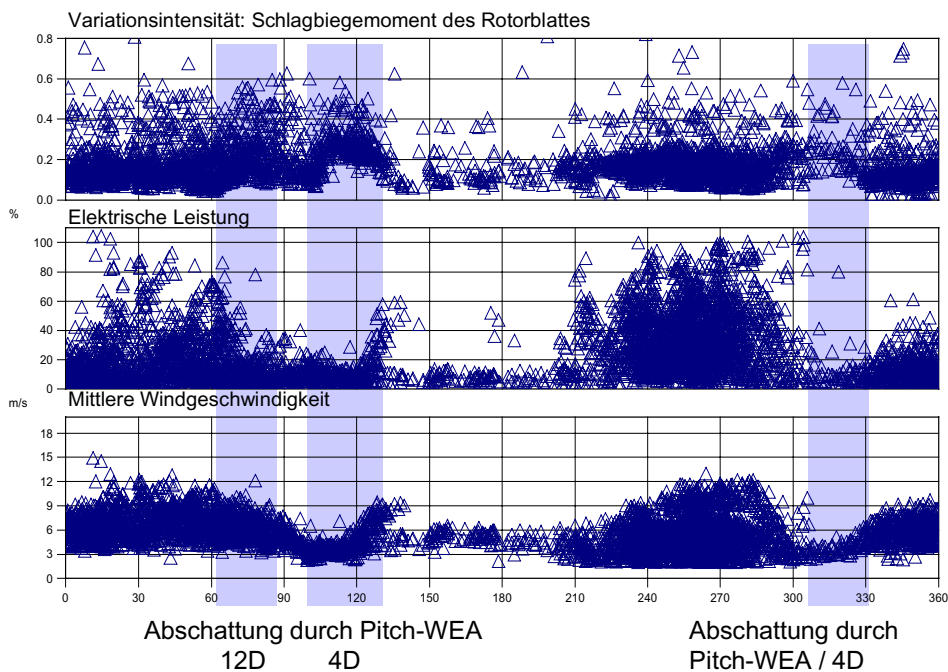 Variationsintensität: Schlagbiegemoment des Rotorblattes
0.8
0.6
0.4
0.2
0.0
%
Elektrische Leistung
100
80
60
40
20
0
m/s
Mittlere Windgeschwindigkeit
18
15
12
9
6
3
0
0 30 60 90 120 150 180 210 240 270 300 330 360
Abschattung durch Pitch-WEA
12D 4D
Abschattung durch
Pitch-WEA / 4D